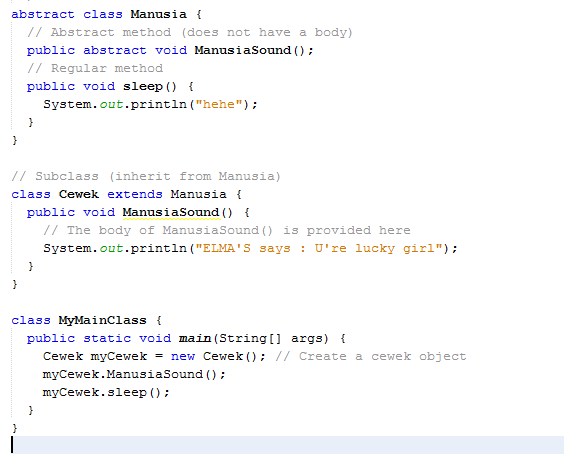 abstract class Manusia {
  // Abstract method (does not have a body)
  public abstract void ManusiaSound();
  // Regular method
  public void sleep() {
    System.out.println("hehe");
  }
}

// Subclass (inherit from Manusia)
class Cewek extends Manusia {
  public void ManusiaSound() {
    // The body of ManusiaSound() is provided here
    System.out.println("ELMA'S says : U're lucky girl");
  }
}

class MyMainClass {
  public static void main(String[] args) {
    Cewek myCewek = new Cewek(); // Create a cewek object
    myCewek.ManusiaSound();
    myCewek.sleep();
  }
}